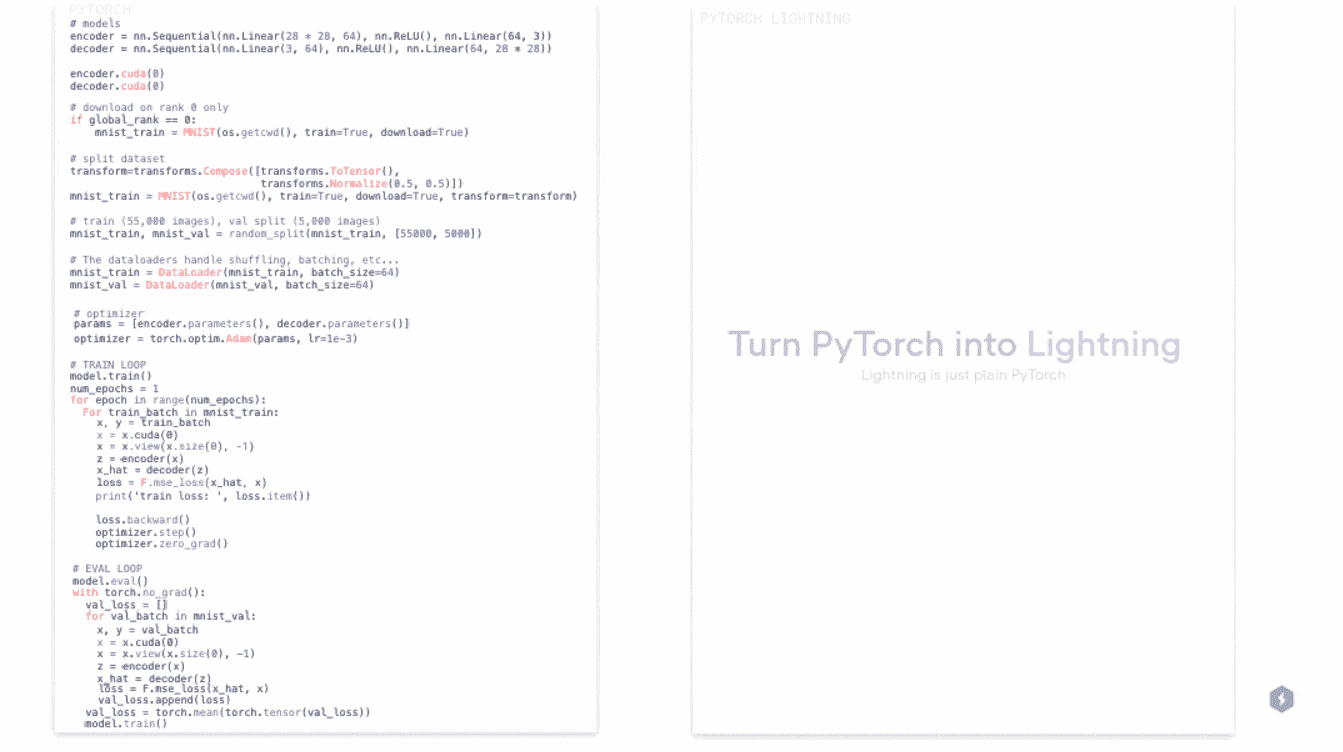 PYTORCH
# models
encoder = nn.Sequential(nn.Linear(28 * 28, 64), nn.ReLU(), nn.Linear(64, 3))
decoder = nn.Sequential(nn.Linear(3, 64), nn.ReLU(), nn.Linear(64, 28 * 28))
encoder.cuda(0)
decoder.cuda(0)
# download on rank 0 only
if global_rank == 0:
mnist_train = MNIST(os.getcwd(), train=True, download=True)
# split dataset
transform=transforms.Compose([transforms.ToTensor(),
transforms.Normalize(0.5, 0.5)])
mnist_train = MNIST(os.getcwd(), train=True, download=True, transform=transform)
# train (55,000 images), val split (5,000 images)
mnist_train, mnist_val = random_split(mnist_train, [55000, 5000])
# The dataloaders handle shuffling, batching, etc...
mnist_train = DataLoader(mnist_train, batch_size=64)
mnist_val = DataLoader(mnist_val, batch_size=64)
# optimizer
params = [encoder.parameters(), decoder.parameters()]
optimizer = torch.optim.Adam(params, lr=1e-3)
# TRAIN LOOP
model.train()
num_epochs = 1
for epoch in range(num_epochs):
For train_batch in mnist_train:
x, y = train_batch
x = x.cuda(0)
x = x.view(x.size(0), -1)
z = encoder(x)
x_hat = decoder(z)
loss = F.mse_loss(x_hat, x)
print('train loss: ', loss.item())
loss.backward()
optimizer.step()
optimizer.zero_grad()
# EVAL LOOP
model.eval()
with torch.no_grad():
val_loss = []
for val_batch in mnist_val:
x, y = val_batch
x = x.cuda(0)
x = x.view(x.size(0), -1)
z = encoder(x)
x_hat = decoder(z)
loss = F.mse_loss(x_hat, x)
val_loss.append(loss)
val_loss = torch.mean(torch.tensor(val_loss))
model.train()
PYTORCH LIGHTNING
Turn PyTorch into Lightning
Lightning is just plain PyTorch